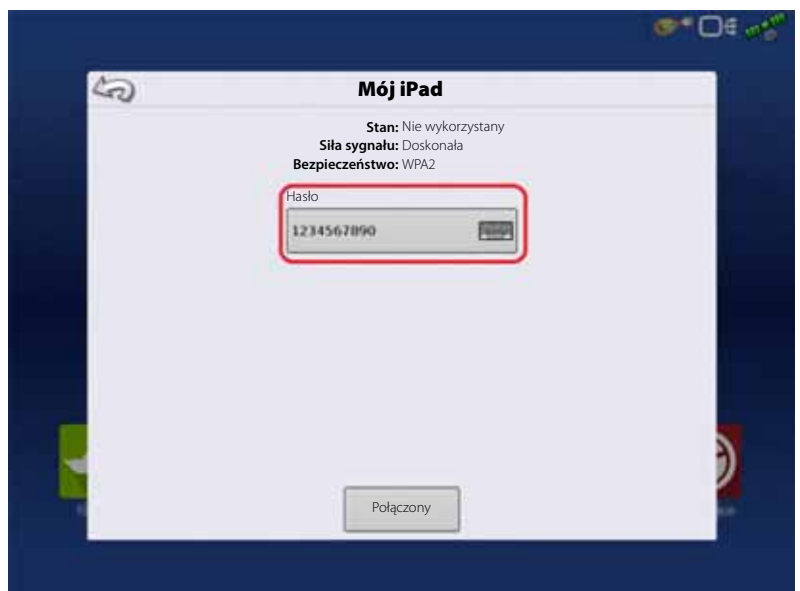 Mój iPad
Stan: Nie wykorzystany
Siła sygnału: Doskonała
Bezpieczeństwo: WPA2
Hasło
1234567890
Połączony